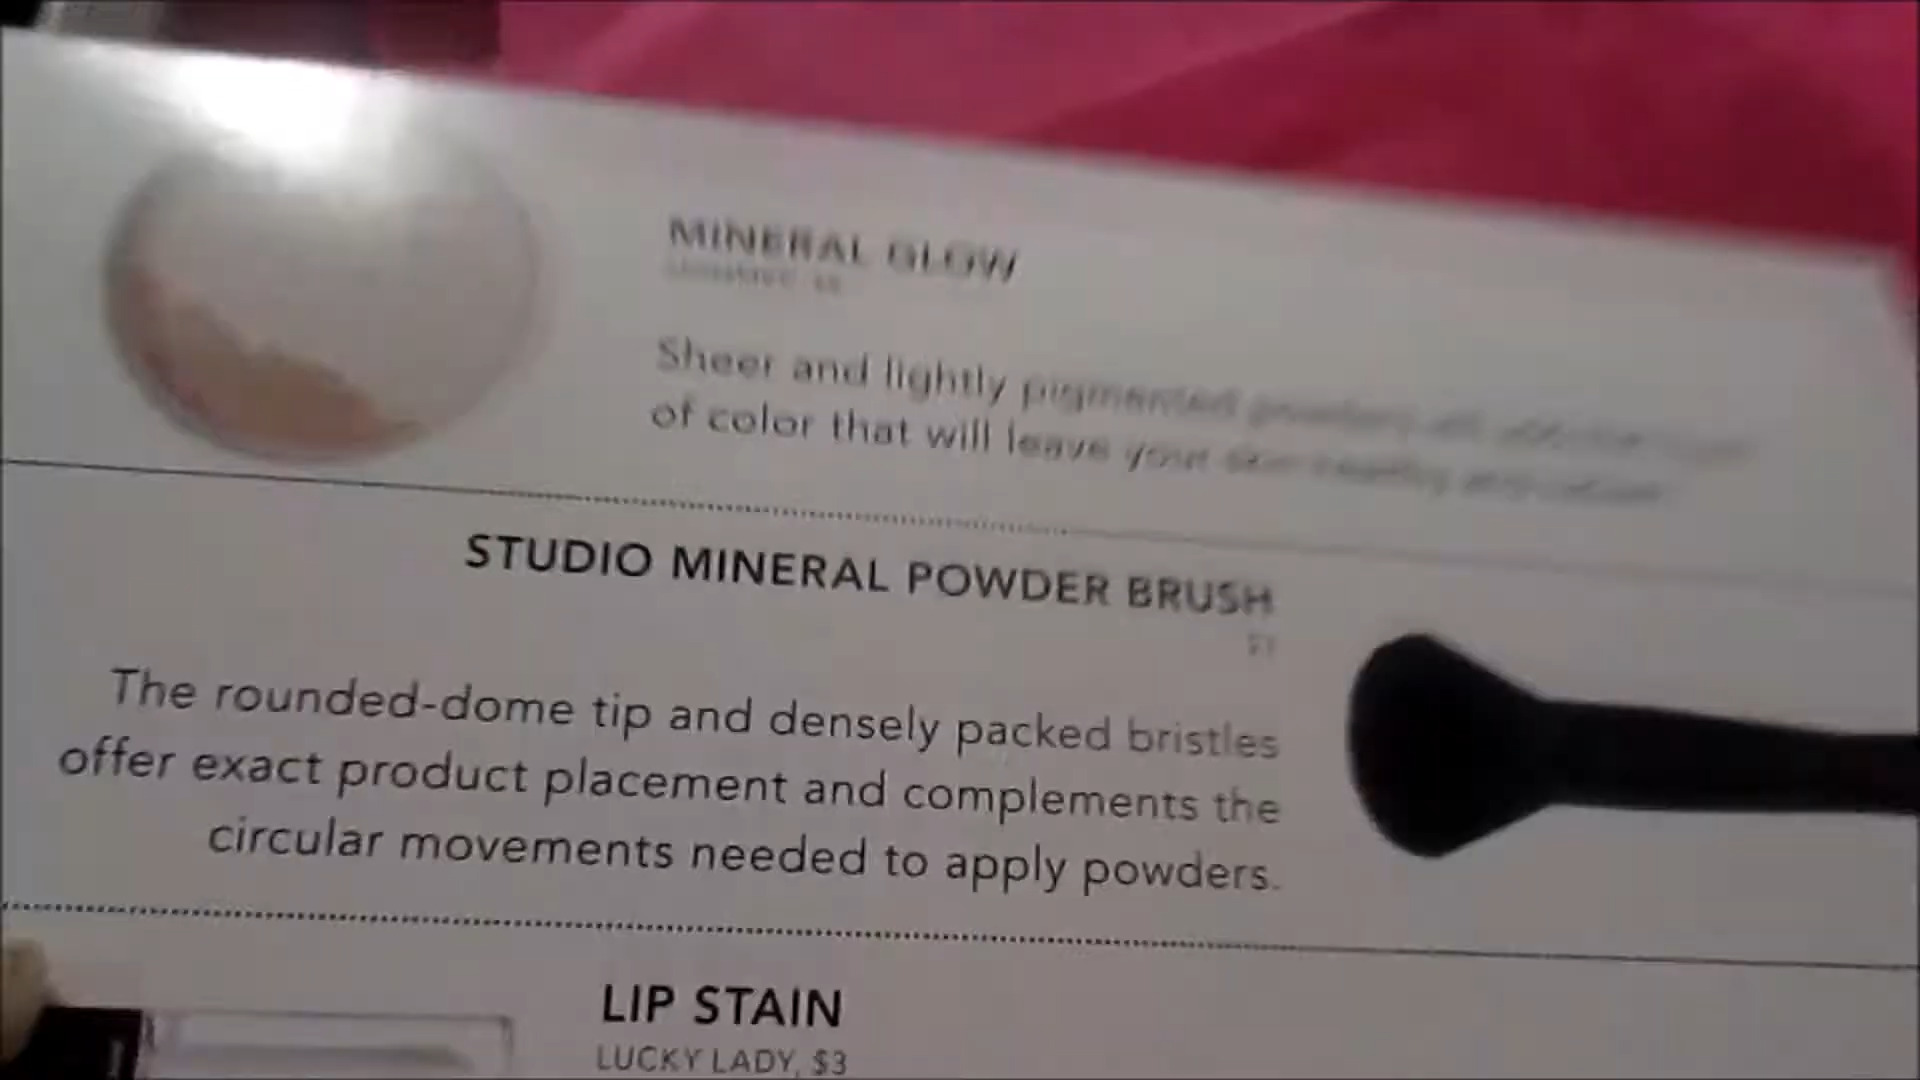 MINERAL GLOW
Sheer and lightly pigmented
of color that will leave your skin
STUDIO MINERAL POWDER BRUSH
The rounded-dome tip and densely packed bristles
offer exact product placement and complements the
circular movements needed to apply powders.
LIP STAIN
LUCKY LADY, $3